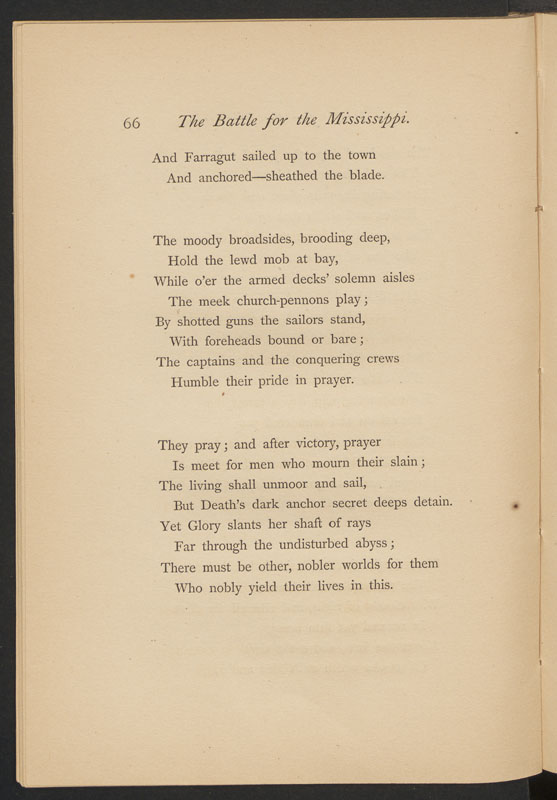 66 The Battle for the Mississippi.
And Farragut sailed up to the town
And anchored—sheathed the blade.
The moody broadsides, brooding deep,
Hold the lewd mob at bay,
While o'er the armed decks' solemn aisles
The meek church-pennons play;
By shotted guns the sailors stand,
With foreheads bound or bare;
The captains and the conquering crews
Humble their pride in prayer.
They pray; and after victory, prayer
Is meet for men who mourn their slain;
The living shall unmoor and sail,
But Death's dark anchor secret deeps detain.
Yet Glory slants her shaft of rays
Far through the undisturbed abyss;
There must be other, nobler worlds for them
Who nobly yield their lives in this.